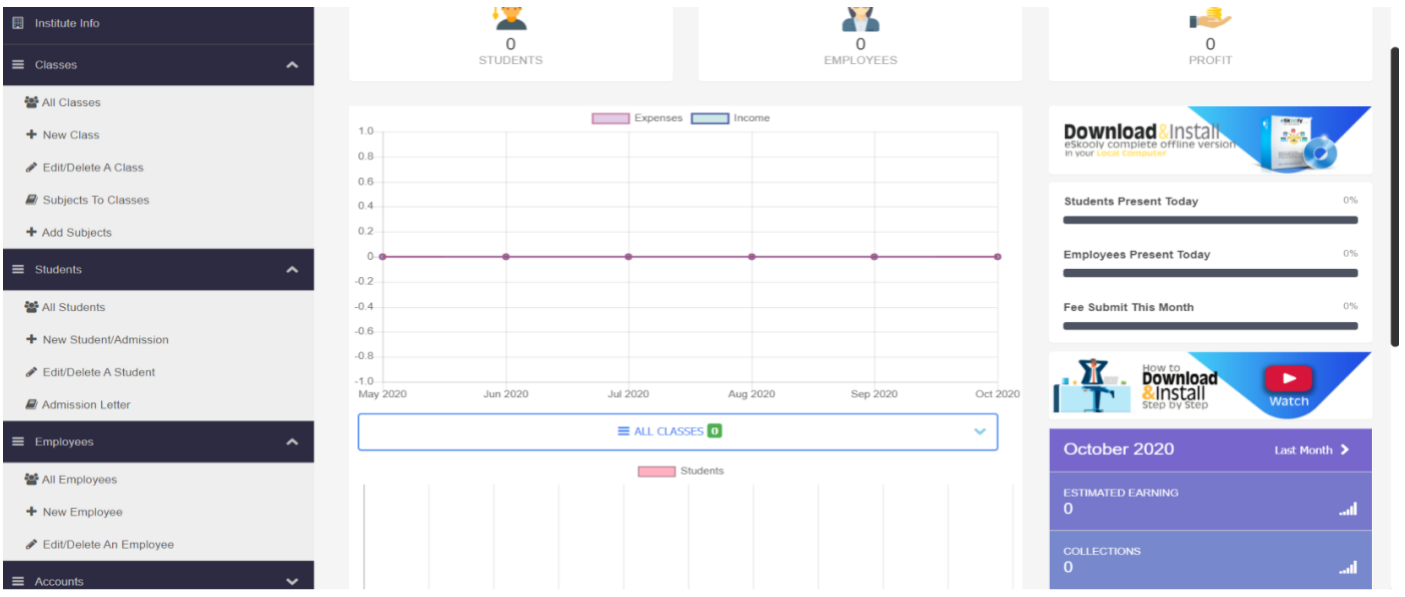 Institute Info
Classes
All Classes
New Class
Edit/Delete A Class
Subjects To Classes
Add Subjects
Students
All Students
New Student/Admission
Edit/Delete A Student
Admission Letter
Employees
All Employees
New Employee
Edit/Delete An Employee
Accounts
0
STUDENTS
0
EMPLOYEES
0
PROFIT
Expenses Income
1.0
0.8
0.6
0.4
0.2
0
-0.2
-0.4
-0.6
-0.8
-1.0
May 2020 Jun 2020 Jul 2020 Aug 2020 Sep 2020 Oct 2020
ALL CLASSES 0
Students
Download&Install
eSkooly complete offline version
in your Local Computer
eSkooly
Students Present Today 0%
Employees Present Today 0%
Fee Submit This Month 0%
How to
Download
&Install
Step by Step
Watch
October 2020 Last Month
ESTIMATED EARNING
0
COLLECTIONS
0